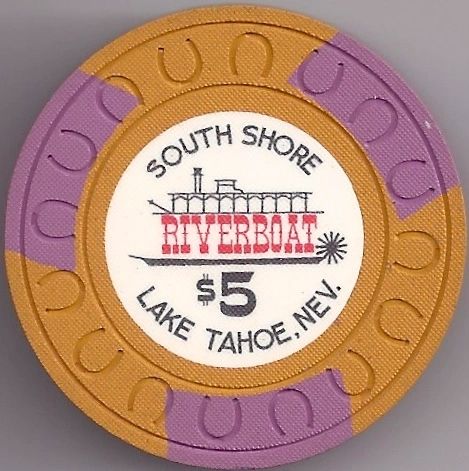 SOUTH SHORE
RIVERBOAT
$5
LAKE TAHOE, NEV.